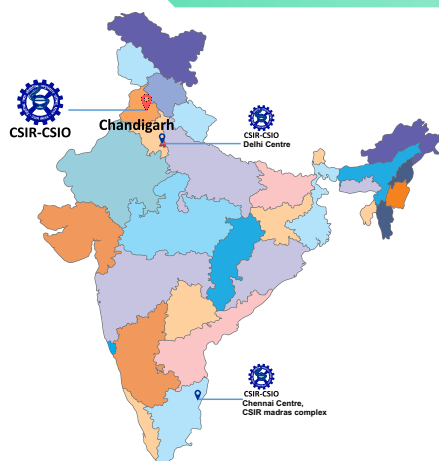 CSIR-CSIO
Chandigarh
CSIR-CSIO
Delhi Centre
CSIR-CSIO
Chennai Centre,
CSIR madras complex